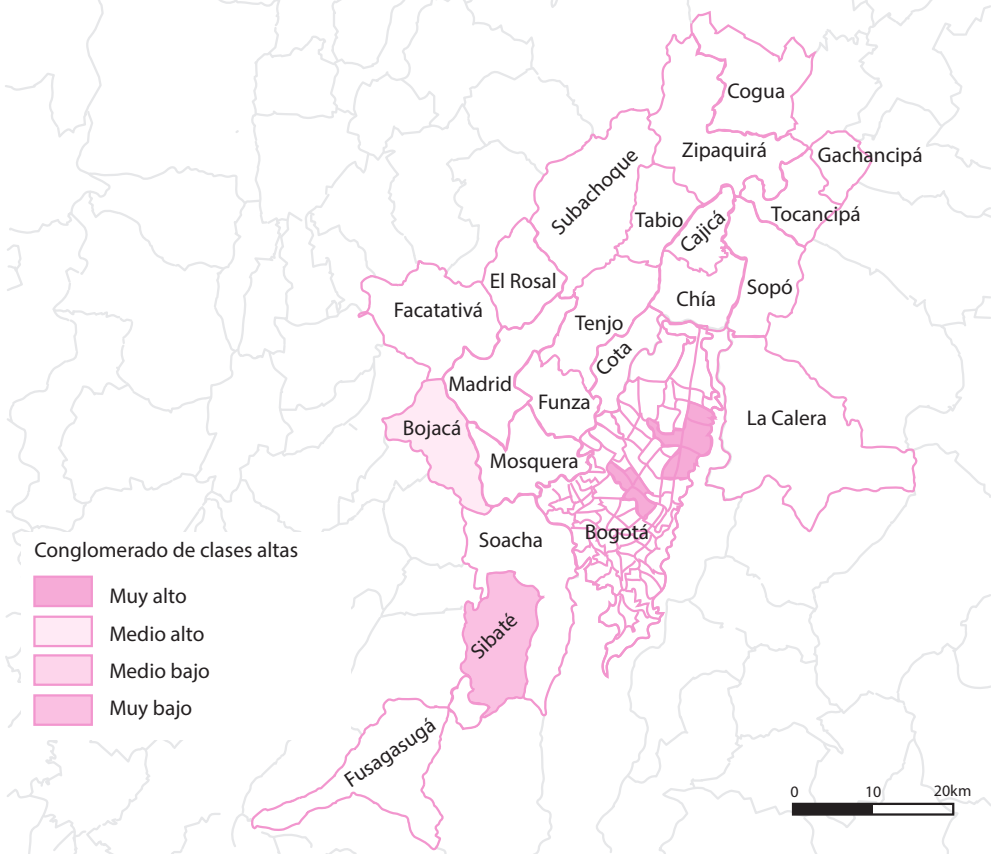 Cogua
Zipaquirá
Gachancipá
Subachoque
Tabio
Cajicá
Tocancipá
El Rosal
Facatativá
Chía
Sopó
Tenjo
Cota
Madrid
Funza
La Calera
Bojacá
Mosquera
Soacha
Bogotá
Conglomerado de clases altas
Muy alto
Medio alto
Medio bajo
Muy bajo
Sibaté
Fusagasugá
0 10 20km